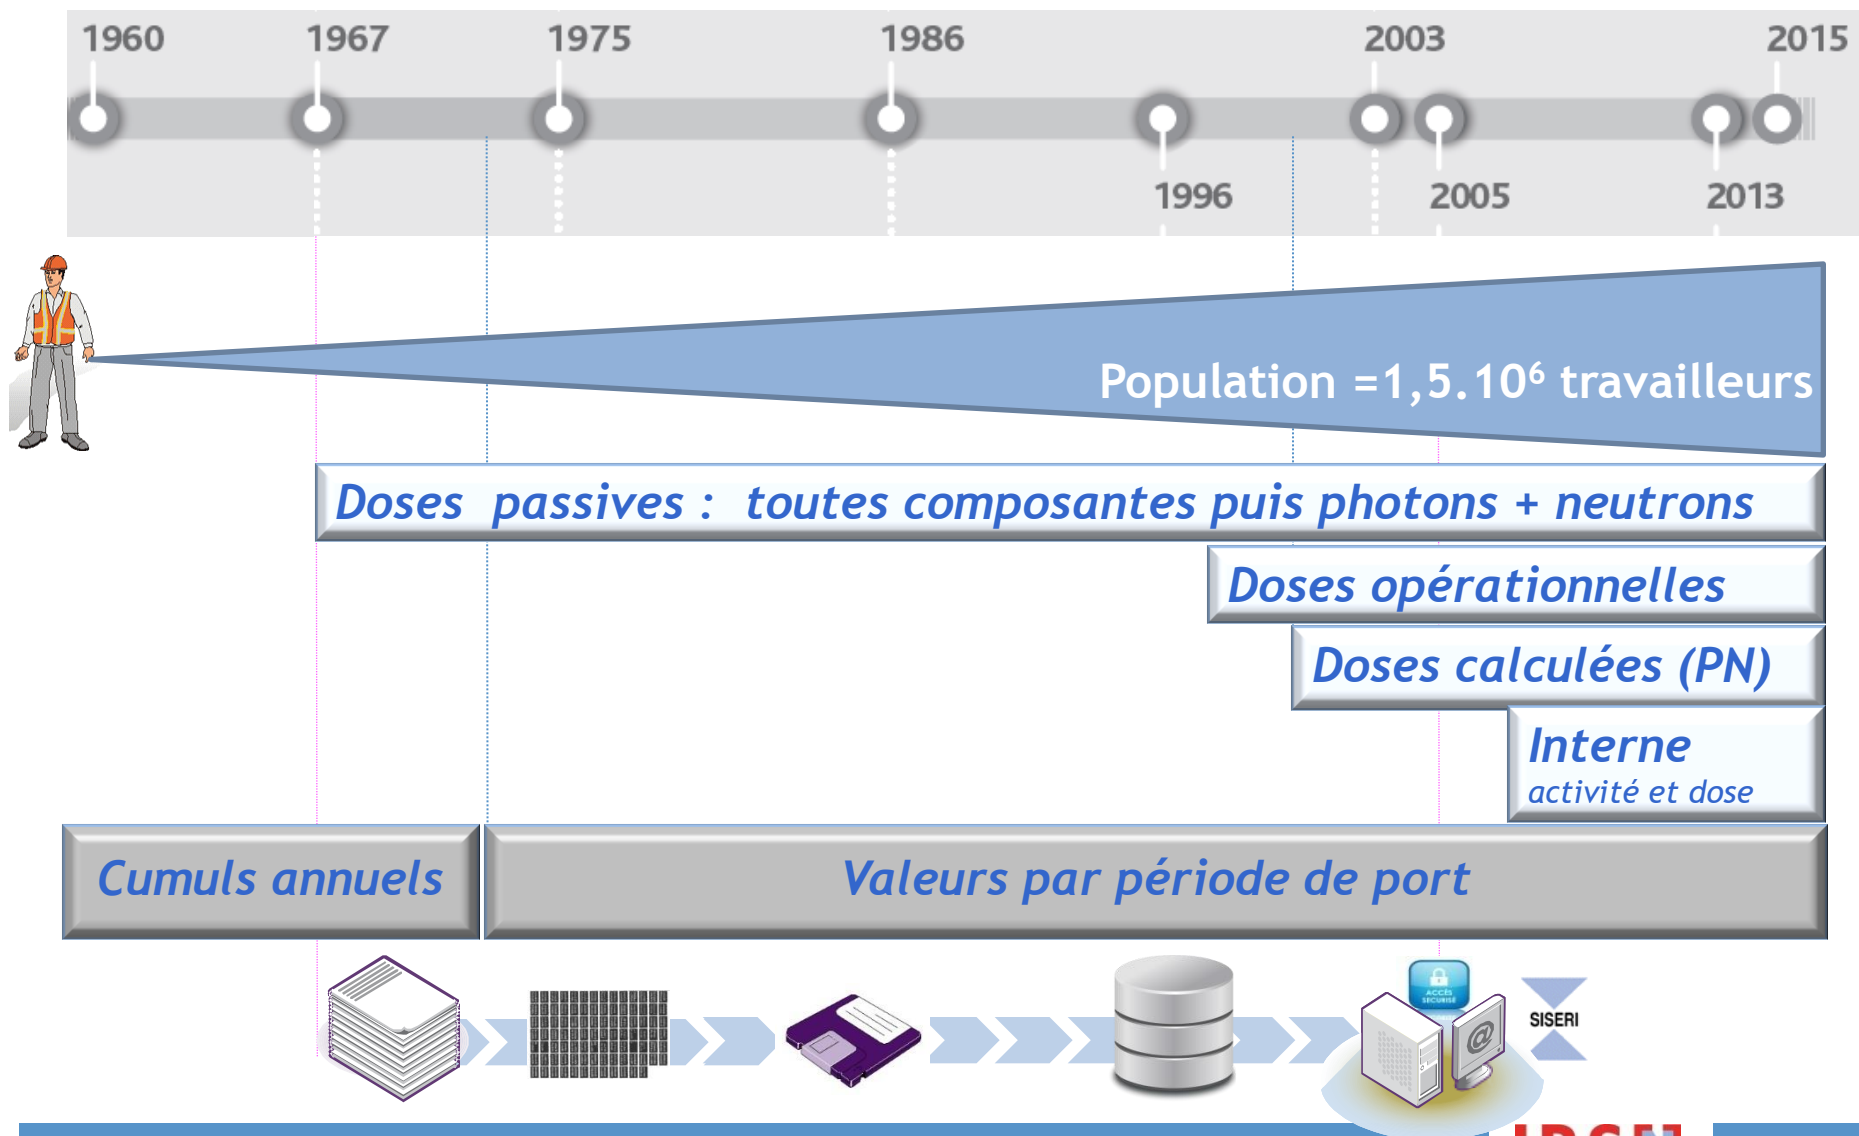 1960 1967 1975 1986 2003 2015
1996 2005 2013
Population =1,5.10⁶ travailleurs
Doses passives : toutes composantes puis photons + neutrons
Doses opérationnelles
Doses calculées (PN)
Interne
activité et dose
Cumuls annuels
Valeurs par période de port
ACCÈS
SECURISÉ
@
SISERI